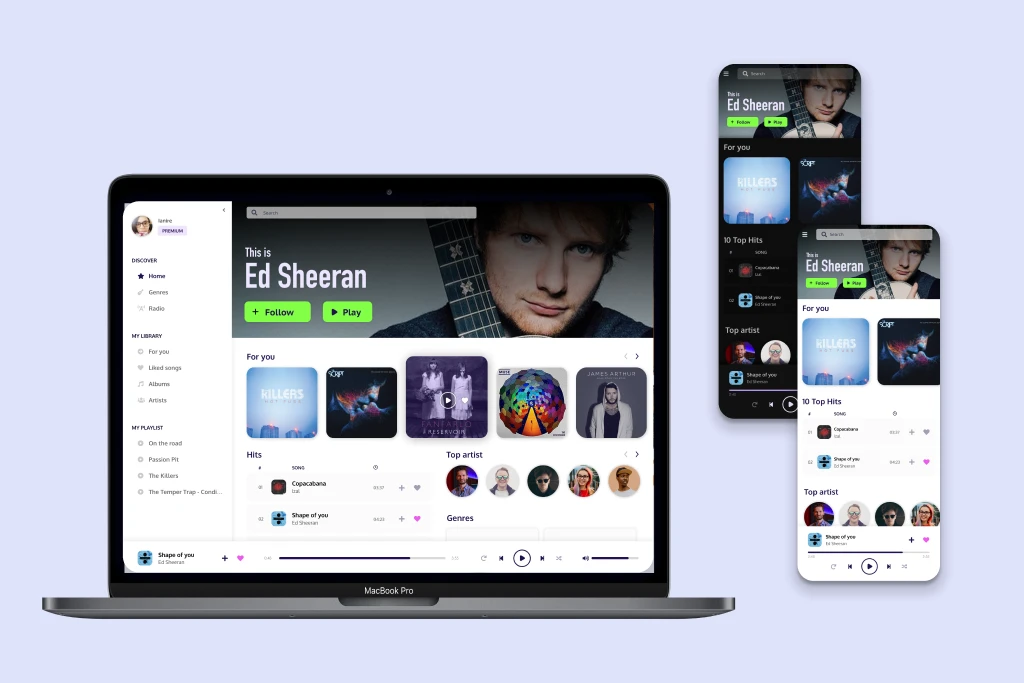 Ianire
PREMIUM
DISCOVER
Home
Genres
Radio
MY LIBRARY
For you
Liked songs
Albums
Artists
MY PLAYLIST
On the road
Passion Pit
The Killers
The Temper Trap - Condi...
Search
This is
Ed Sheeran
+ Follow
Play
For you
KILLERS
SCRIPT
FANFARLO
RESERVOIR
MUSE
JAMES ARTHUR
Hits
# SONG
01 Copacabana 03:37
Izal
02 Shape of you 04:23
Ed Sheeran
Top artist
Genres
Shape of you
Ed Sheeran
MacBook Pro
Search
This is
Ed Sheeran
+ Follow
Play
For you
KILLERS
SCRIPT
10 Top Hits
# SONG
01 Copacabana
Izal
02 Shape of you
Ed Sheeran
Top artist
Shape of you
Ed Sheeran
Search
This is
Ed Sheeran
+ Follow
Play
For you
KILLERS
SCRIPT
10 Top Hits
# SONG
01 Copacabana 03:37
Izal
02 Shape of you 04:23
Ed Sheeran
Top artist
Shape of you
Ed Sheeran